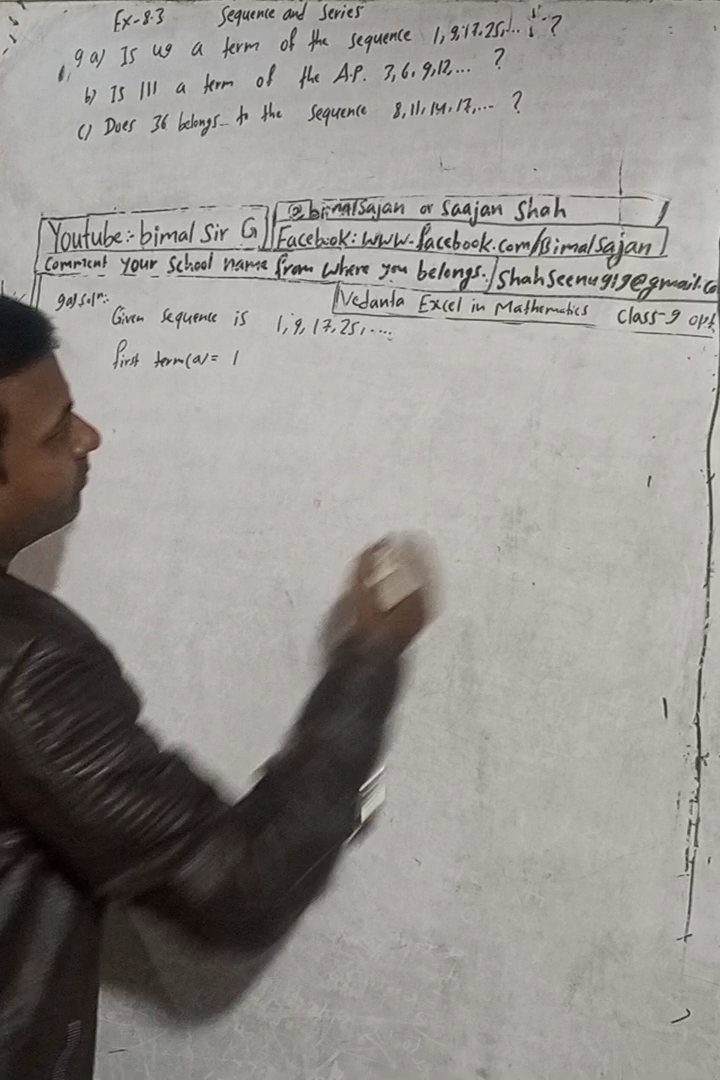 Ex-8.3 Sequence and Series
9 a) Is 49 a term of the sequence 1, 9, 17, 25, ... ?
b) Is 111 a term of the A.P. 3, 6, 9, 12, ... ?
c) Does 36 belongs to the sequence 8, 11, 14, 17, ... ?
@bimalsajan or Saajan Shah
Youtube:- bimal Sir G
Facebook: www.facebook.com/Bimalsajan
Comment your School name from where you belongs.
Shahseenu919@gmail.co
Vedanta Excel in Mathematics Class-9 opt
9a) solⁿ:
Given sequence is 1, 9, 17, 25, ....
first term (a) = 1